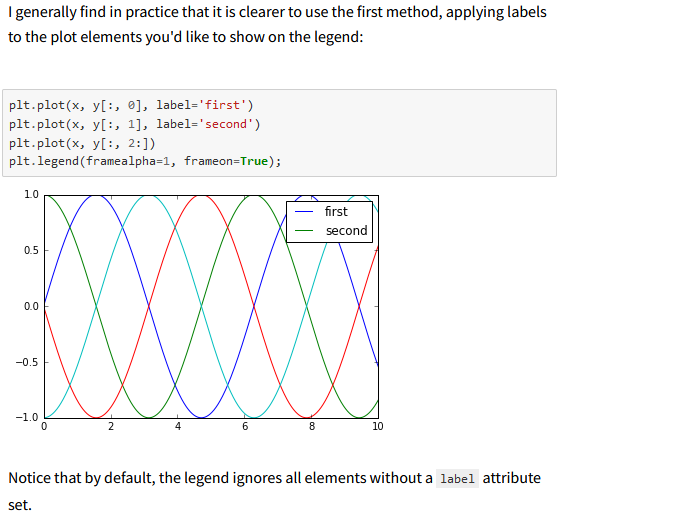 I generally find in practice that it is clearer to use the first method, applying labels
to the plot elements you'd like to show on the legend:
plt.plot(x, y[:, 0], label='first')
plt.plot(x, y[:, 1], label='second')
plt.plot(x, y[:, 2:])
plt.legend(framealpha=1, frameon=True);
1.0
first
second
0.5
0.0
−0.5
−1.0
0 2 4 6 8 10
Notice that by default, the legend ignores all elements without a label attribute
set.